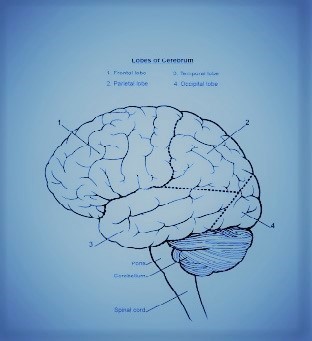 Lobes of Cerebrum
1. Frontal lobe 3. Temporal lobe
2. Parietal lobe 4. Occipital lobe
1
2
3
4
Pons
Cerebellum
Spinal cord